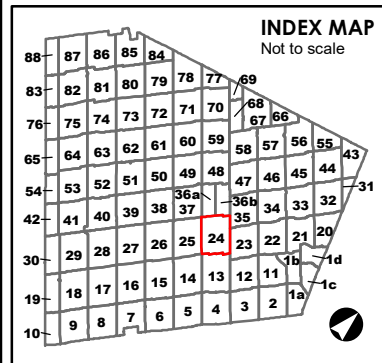 INDEX MAP
Not to scale
88 87 86 85 84
83 82 81 80 79 78 77 69
76 75 74 73 72 71 70 68 67 66
65 64 63 62 61 60 59 58 57 56 55 43
54 53 52 51 50 49 48 47 46 45 44 31
42 41 40 39 38 37 36a 36b 35 34 33 32
30 29 28 27 26 25 24 23 22 21 20
19 18 17 16 15 14 13 12 11 1b 1d
10 9 8 7 6 5 4 3 2 1a 1c